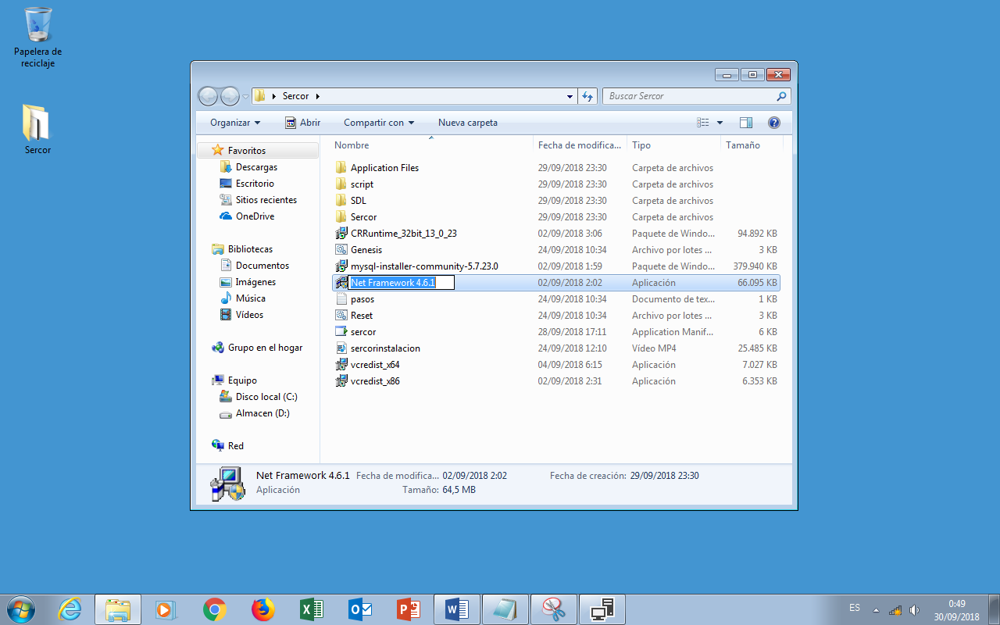 Papelera de
reciclaje
Sercor
Sercor
Buscar Sercor
Organizar Abrir Compartir con Nueva carpeta
Nombre Fecha de modifica... Tipo Tamaño
Favoritos
Descargas
Escritorio
Sitios recientes
OneDrive
Bibliotecas
Documentos
Imágenes
Música
Vídeos
Grupo en el hogar
Equipo
Disco local (C:)
Almacen (D:)
Red
Application Files 29/09/2018 23:30 Carpeta de archivos
script 29/09/2018 23:30 Carpeta de archivos
SDL 29/09/2018 23:30 Carpeta de archivos
Sercor 29/09/2018 23:30 Carpeta de archivos
CRRuntime_32bit_13_0_23 02/09/2018 3:06 Paquete de Windo... 94.892 KB
Genesis 24/09/2018 10:34 Archivo por lotes ... 3 KB
mysql-installer-community-5.7.23.0 02/09/2018 1:59 Paquete de Windo... 379.940 KB
Net Framework 4.6.1 02/09/2018 2:02 Aplicación 66.095 KB
pasos 24/09/2018 10:34 Documento de tex... 1 KB
Reset 24/09/2018 10:34 Archivo por lotes ... 3 KB
sercor 28/09/2018 17:11 Application Manif... 6 KB
sercorinstalacion 24/09/2018 12:10 Vídeo MP4 25.485 KB
vcredist_x64 04/09/2018 6:15 Aplicación 7.027 KB
vcredist_x86 02/09/2018 2:31 Aplicación 6.353 KB
Net Framework 4.6.1 Fecha de modifica... 02/09/2018 2:02 Fecha de creación: 29/09/2018 23:30
Aplicación Tamaño: 64,5 MB
ES
0:49
30/09/2018